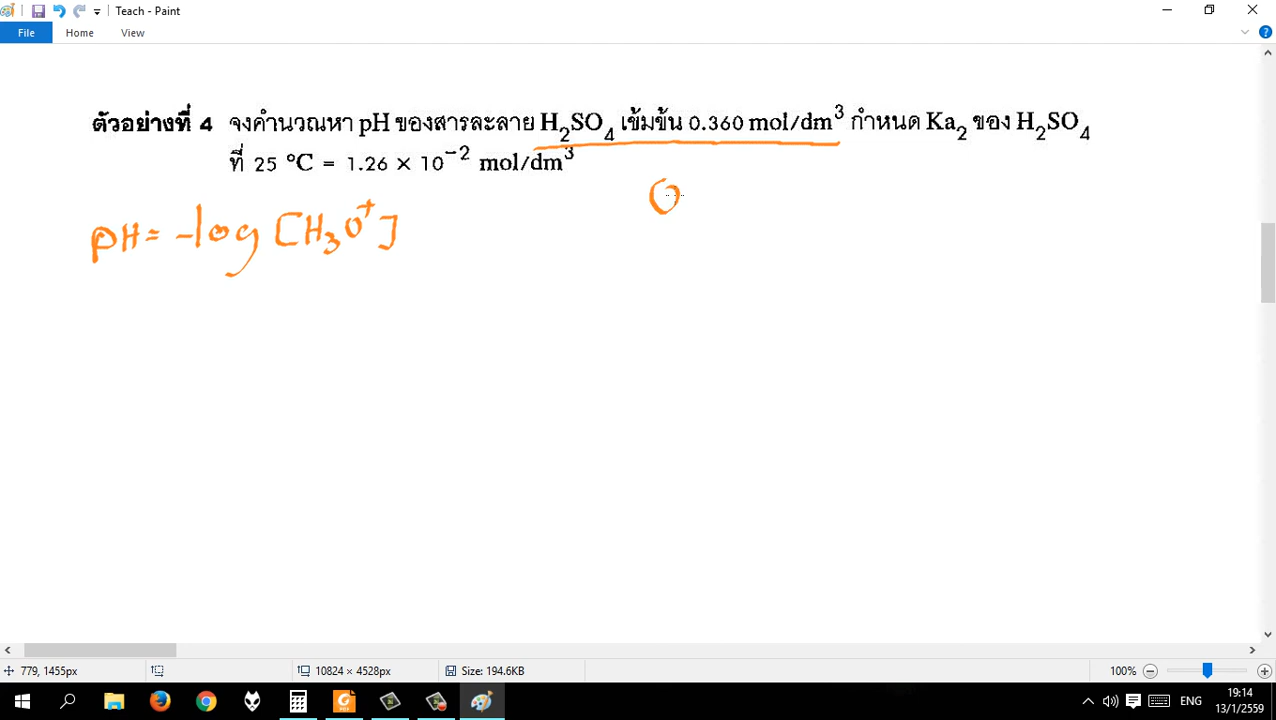 Teach - Paint
File Home View
ตัวอย่างที่ 4 จงคำนวณหา pH ของสารละลาย H2SO4 เข้มข้น 0.360 mol/dm3 กำหนด Ka2 ของ H2SO4
ที่ 25 °C = 1.26 × 10−2 mol/dm3
pH = -log [H3O+]
779, 1455px 10824 × 4528px Size: 194.6KB 100%
ENG 19:14
13/1/2559